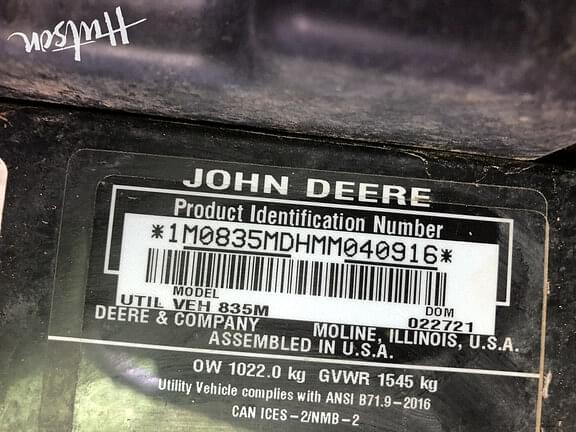 Hutson
JOHN DEERE
Product Identification Number
*1M0835MDHMM040916*
MODEL DOM
UTIL VEH 835M 022721
DEERE & COMPANY MOLINE, ILLINOIS, U.S.A.
ASSEMBLED IN U.S.A.
OW 1022.0 kg GVWR 1545 kg
Utility Vehicle complies with ANSI B71.9-2016
CAN ICES-2/NMB-2